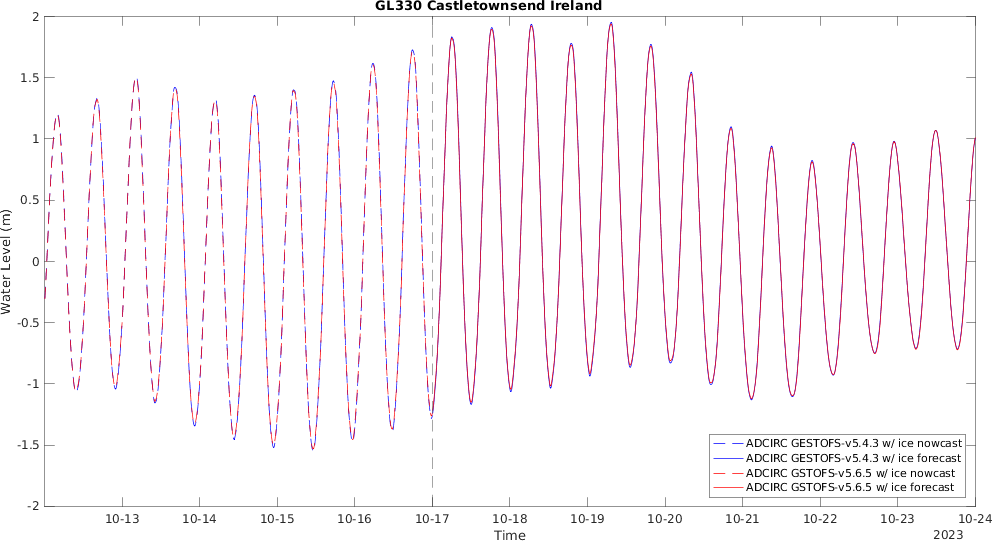 GL330 Castletownsend Ireland
2
1.5
1
0.5
0
-0.5
-1
-1.5
-2
Water Level (m)
10-13 10-14 10-15 10-16 10-17 10-18 10-19 10-20 10-21 10-22 10-23 10-24
Time
2023
ADCIRC GESTOFS-v5.4.3 w/ ice nowcast
ADCIRC GESTOFS-v5.4.3 w/ ice forecast
ADCIRC GSTOFS-v5.6.5 w/ ice nowcast
ADCIRC GSTOFS-v5.6.5 w/ ice forecast